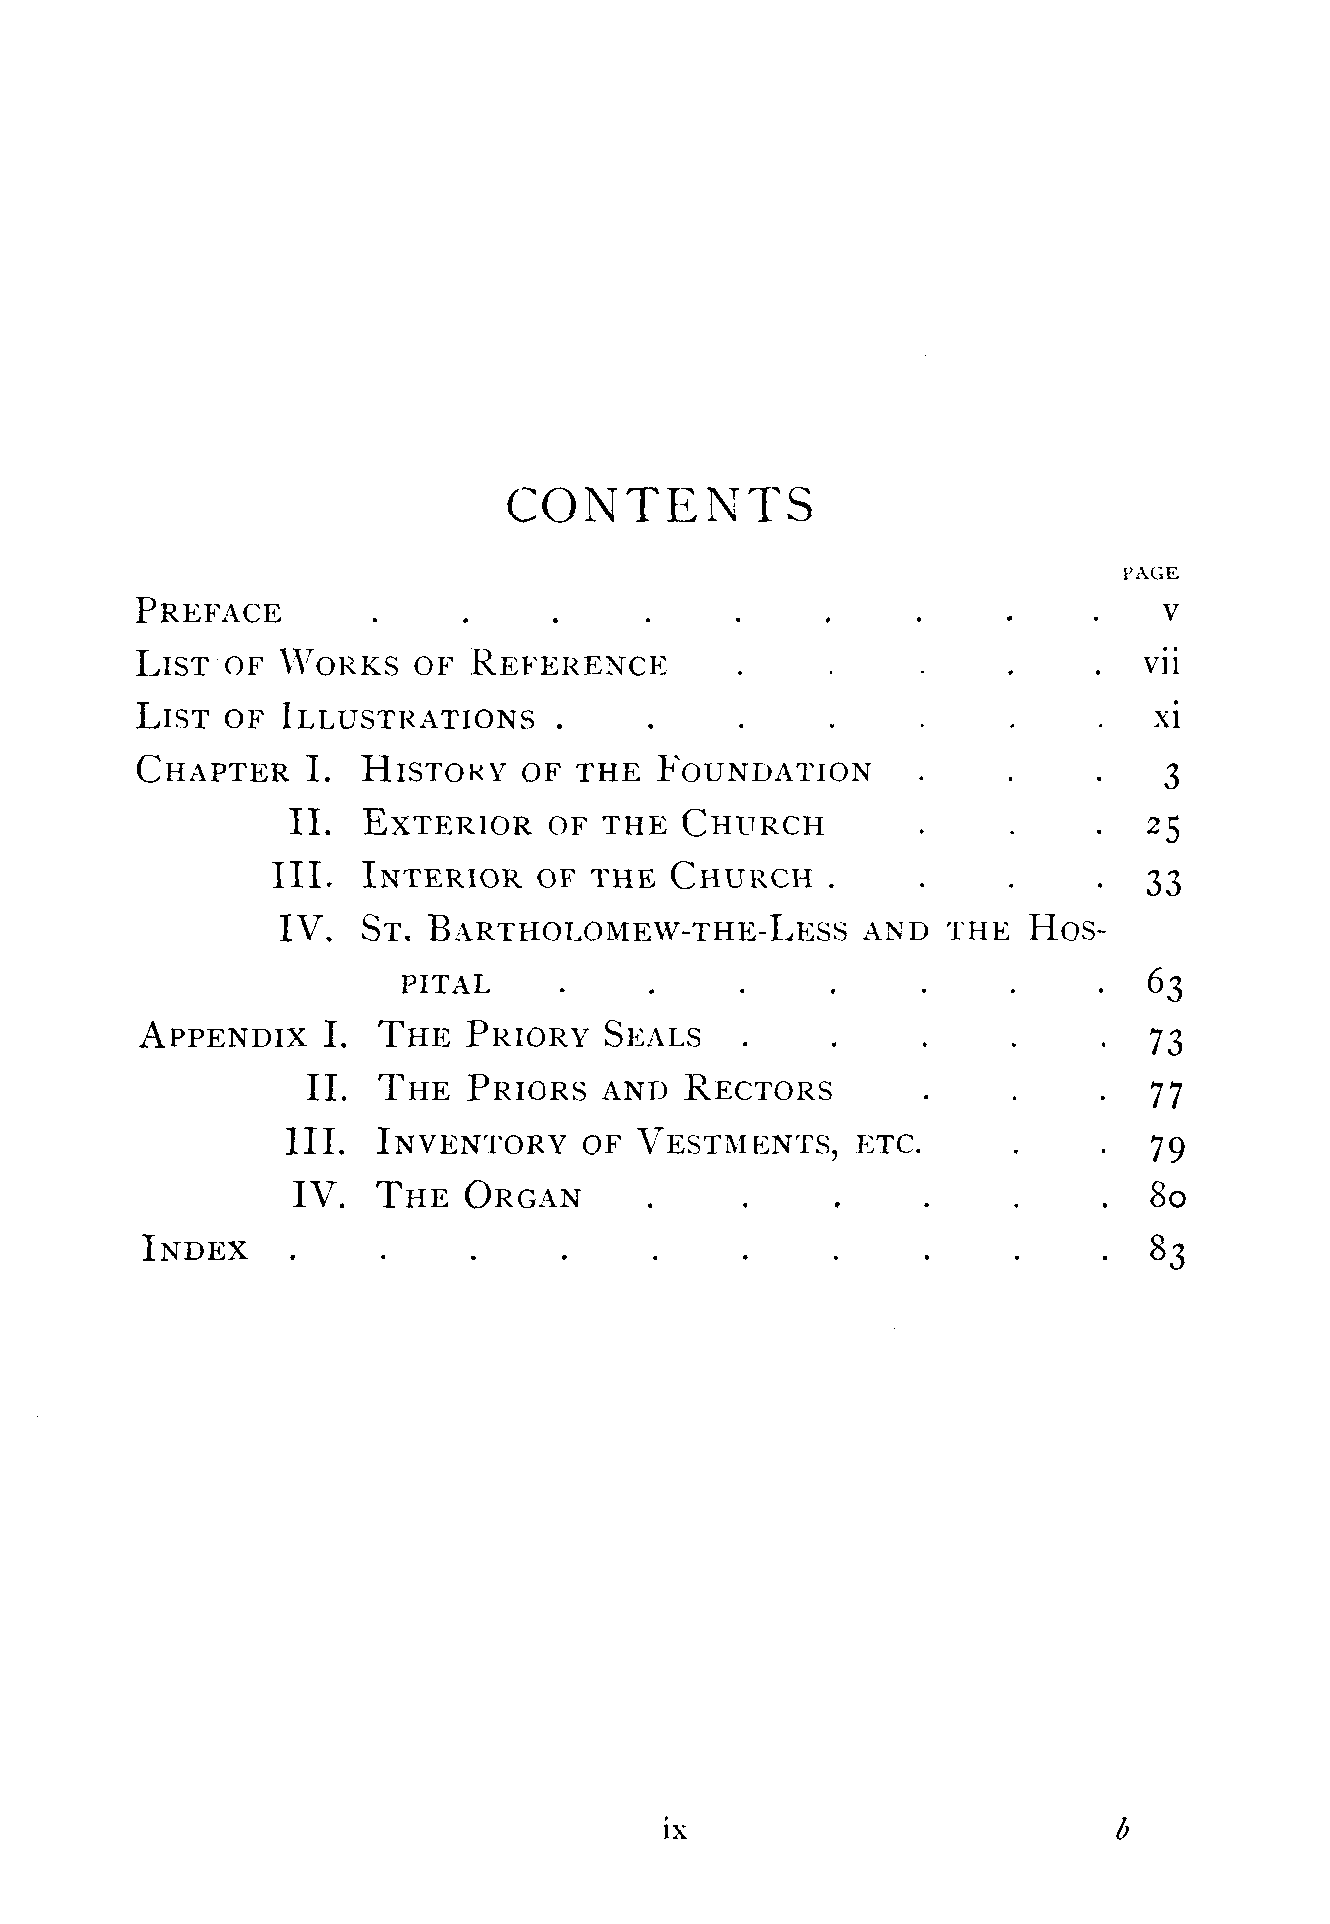 CONTENTS
PAGE
PREFACE . . . . . . . . . v
LIST OF WORKS OF REFERENCE . . . . . vii
LIST OF ILLUSTRATIONS . . . . . . . xi
CHAPTER I. HISTORY OF THE FOUNDATION . . . 3
II. EXTERIOR OF THE CHURCH . . . 25
III. INTERIOR OF THE CHURCH . . . . 33
IV. ST. BARTHOLOMEW-THE-LESS AND THE HOS-
PITAL . . . . . . . 63
APPENDIX I. THE PRIORY SEALS . . . . . 73
II. THE PRIORS AND RECTORS . . . 77
III. INVENTORY OF VESTMENTS, ETC. . . 79
IV. THE ORGAN . . . . . . 80
INDEX . . . . . . . . . . 83
ix b